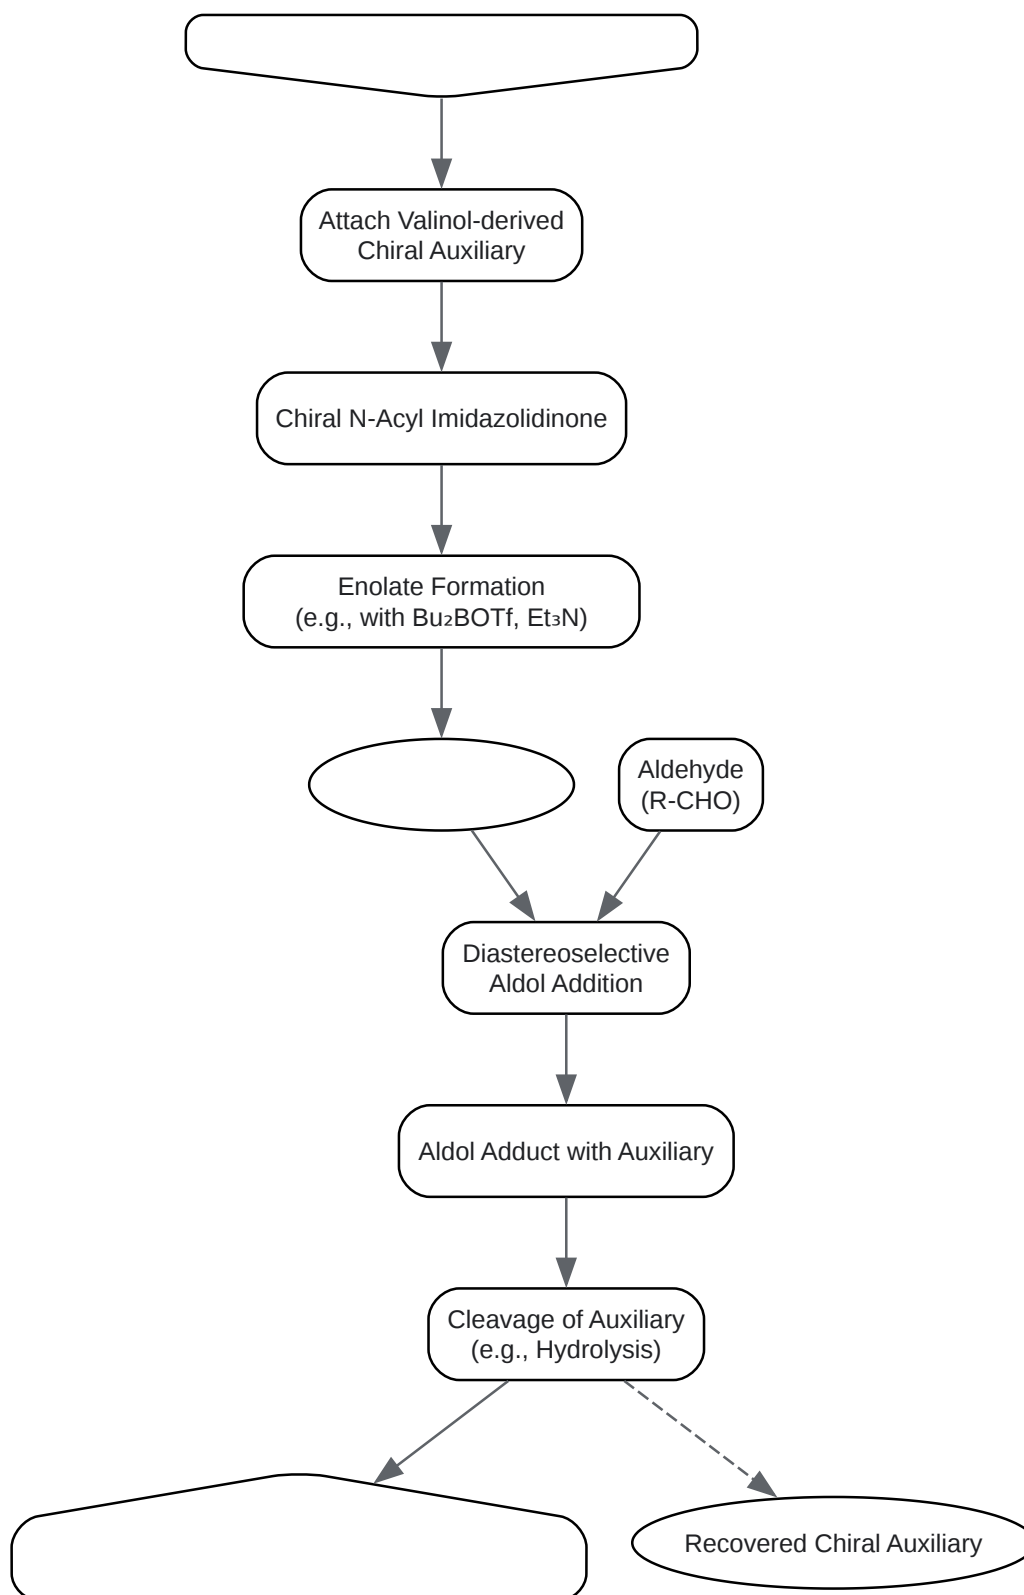 Attach Valinol-derived
Chiral Auxiliary
Chiral N-Acyl Imidazolidinone
Enolate Formation
(e.g., with Bu₂BOTf, Et₃N)
Aldehyde
(R-CHO)
Diastereoselective
Aldol Addition
Aldol Adduct with Auxiliary
Cleavage of Auxiliary
(e.g., Hydrolysis)
Recovered Chiral Auxiliary